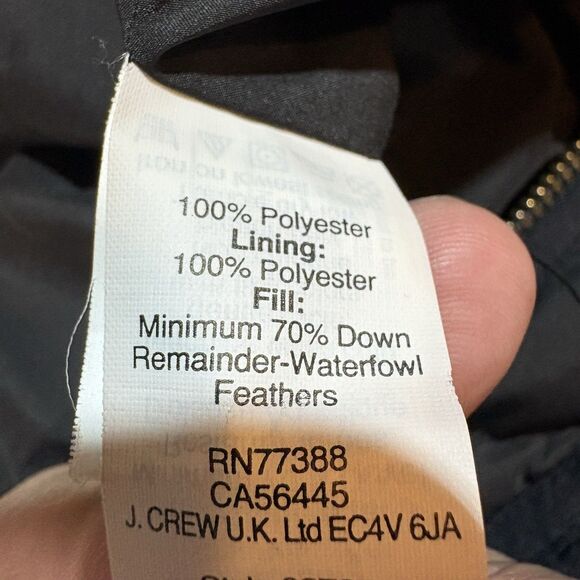 100% Polyester
Lining:
100% Polyester
Fill:
Minimum 70% Down
Remainder-Waterfowl
Feathers
RN77388
CA56445
J. CREW U.K. Ltd EC4V 6JA